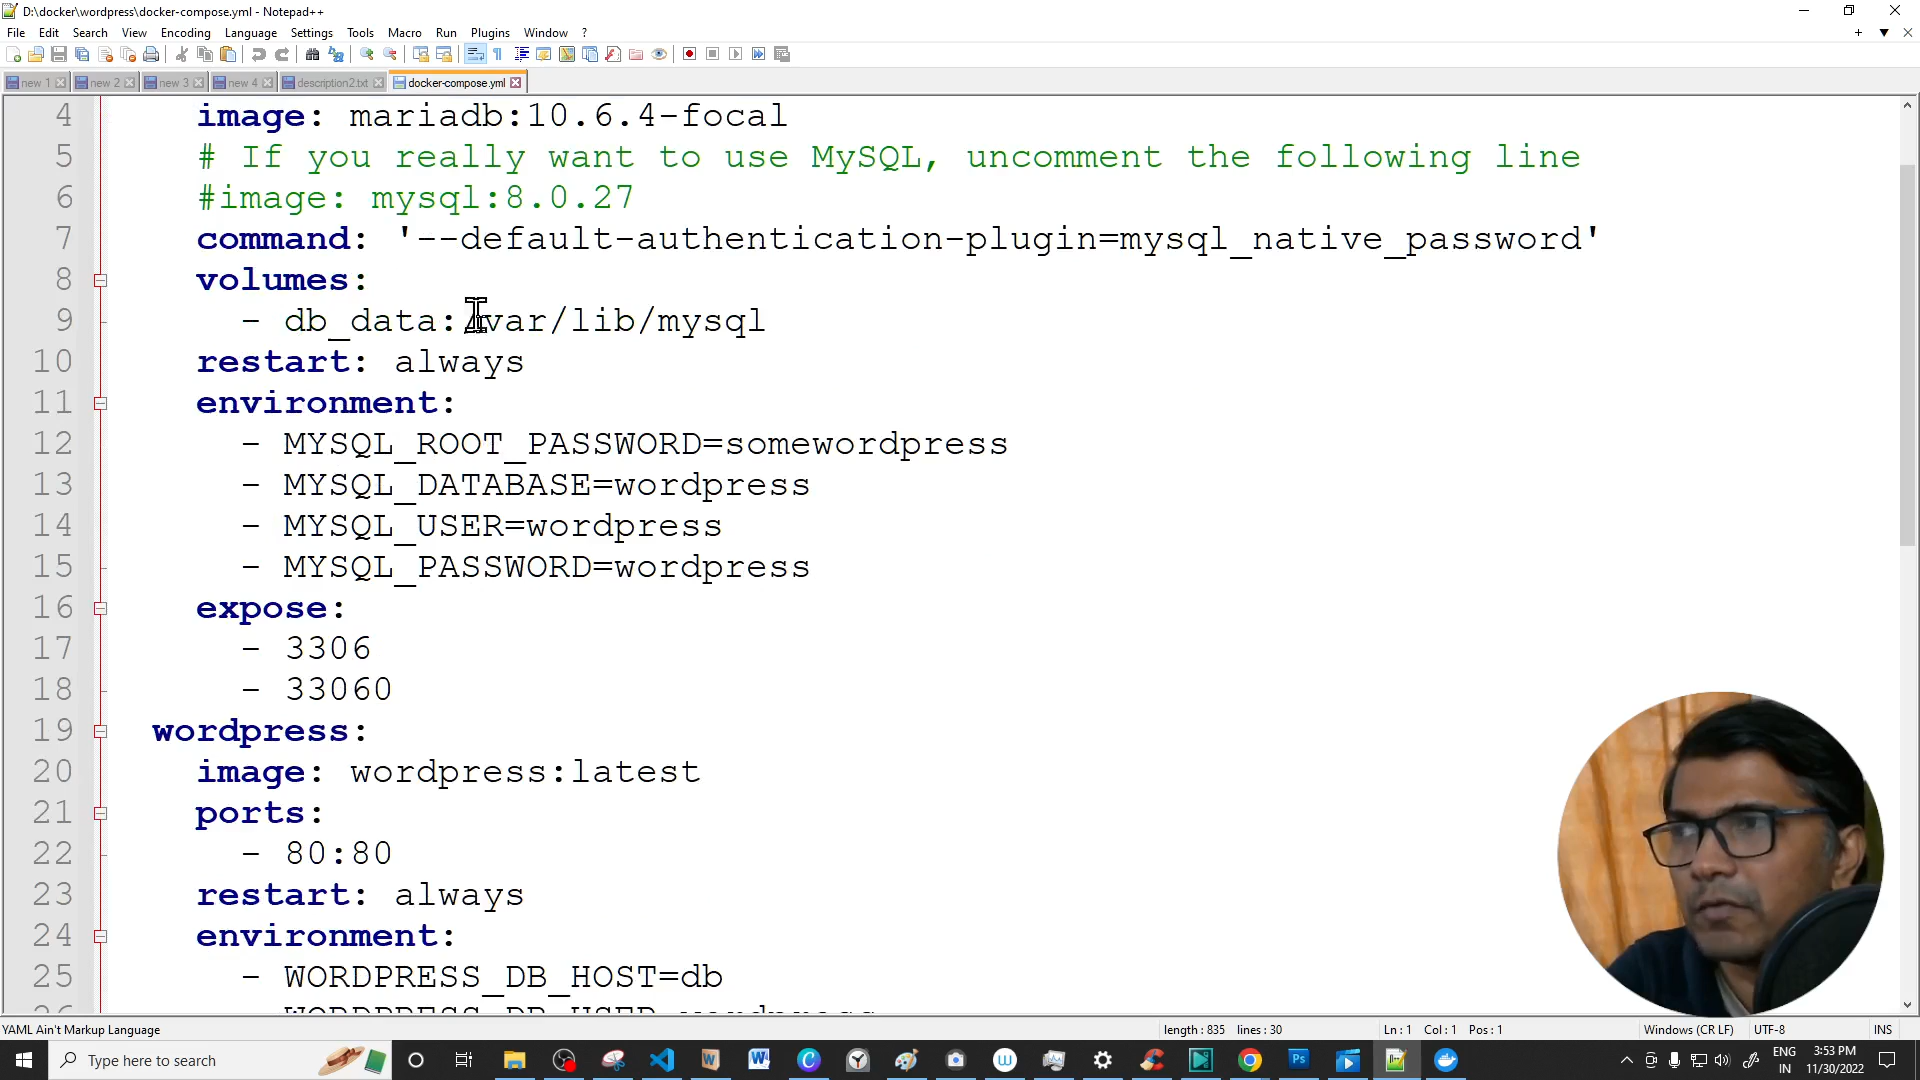 D:\docker\wordpress\docker-compose.yml - Notepad++
File Edit Search View Encoding Language Settings Tools Macro Run Plugins Window ?
new 1 new 2 new 3 new 4 description2.txt docker-compose.yml
4 image: mariadb:10.6.4-focal
5 # If you really want to use MySQL, uncomment the following line
6 #image: mysql:8.0.27
7 command: '--default-authentication-plugin=mysql_native_password'
8 volumes:
9 - db_data:/var/lib/mysql
10 restart: always
11 environment:
12 - MYSQL_ROOT_PASSWORD=somewordpress
13 - MYSQL_DATABASE=wordpress
14 - MYSQL_USER=wordpress
15 - MYSQL_PASSWORD=wordpress
16 expose:
17 - 3306
18 - 33060
19 wordpress:
20 image: wordpress:latest
21 ports:
22 - 80:80
23 restart: always
24 environment:
25 - WORDPRESS_DB_HOST=db
YAML Ain't Markup Language length : 835 lines : 30 Ln : 1 Col : 1 Pos : 1 Windows (CR LF) UTF-8 INS
Type here to search
ENG
IN
3:53 PM
11/30/2022